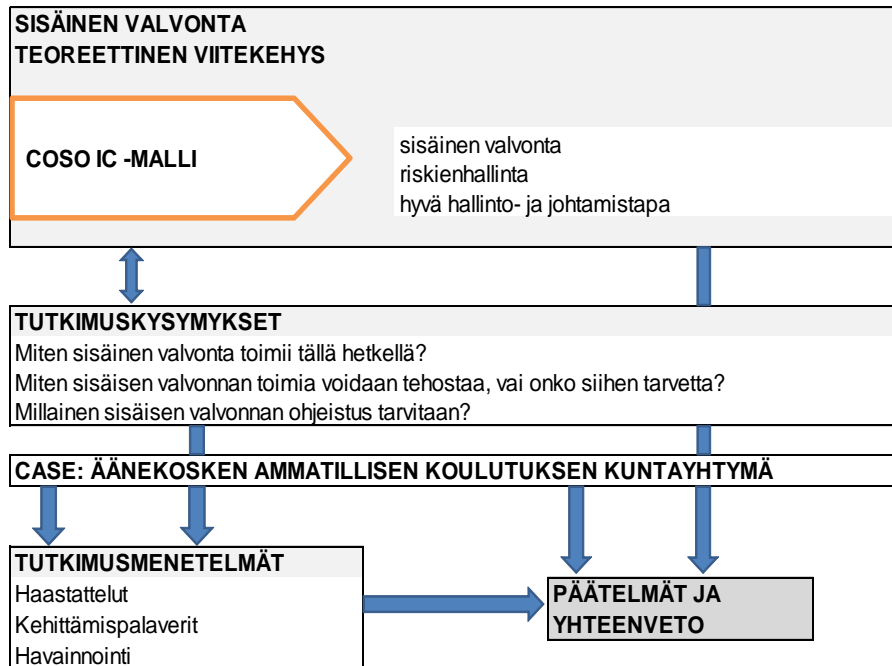 SISÄINEN VALVONTA
TEOREETTINEN VIITEKEHYS
COSO IC -MALLI
sisäinen valvonta
riskienhallinta
hyvä hallinto- ja johtamistapa
TUTKIMUSKYSYMYKSET
Miten sisäinen valvonta toimii tällä hetkellä?
Miten sisäisen valvonnan toimia voidaan tehostaa, vai onko siihen tarvetta?
Millainen sisäisen valvonnan ohjeistus tarvitaan?
CASE: ÄÄNEKOSKEN AMMATILLISEN KOULUTUKSEN KUNTAYHTYMÄ
TUTKIMUSMENETELMÄT
Haastattelut
Kehittämispalaverit
Havainnointi
PÄÄTELMÄT JA
YHTEENVETO